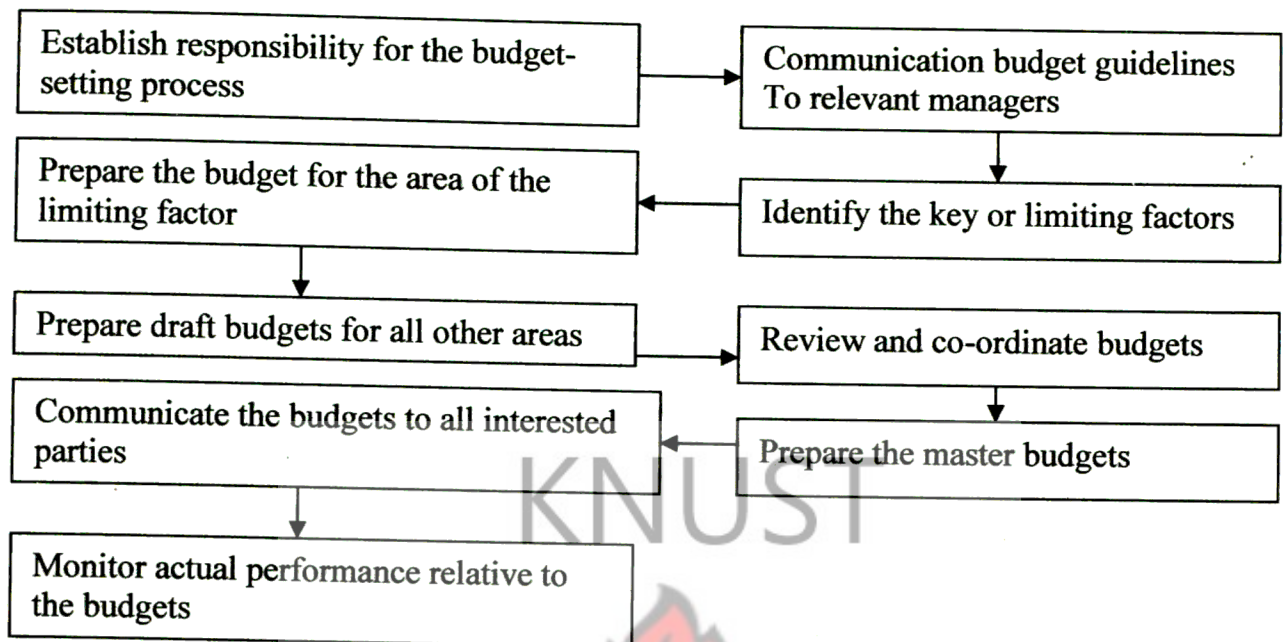 Establish responsibility for the budget-
setting process
Communication budget guidelines
To relevant managers
Identify the key or limiting factors
Prepare the budget for the area of the
limiting factor
Prepare draft budgets for all other areas
Review and co-ordinate budgets
Prepare the master budgets
Communicate the budgets to all interested
parties
Monitor actual performance relative to
the budgets
KNUST